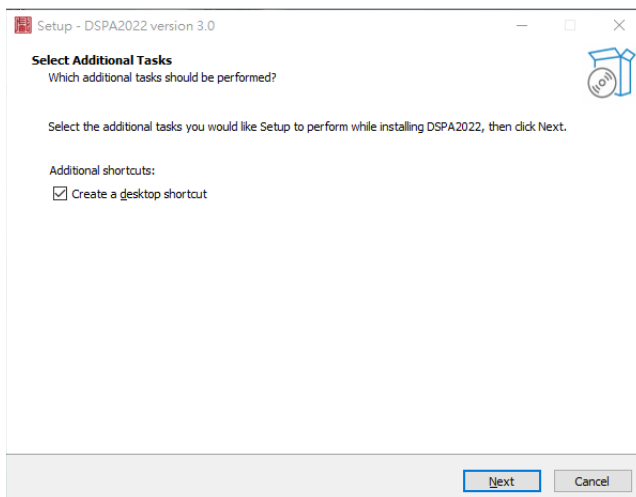 Setup - DSPA2022 version 3.0
Select Additional Tasks
Which additional tasks should be performed?
Select the additional tasks you would like Setup to perform while installing DSPA2022, then click Next.
Additional shortcuts:
Create a desktop shortcut
Next
Cancel